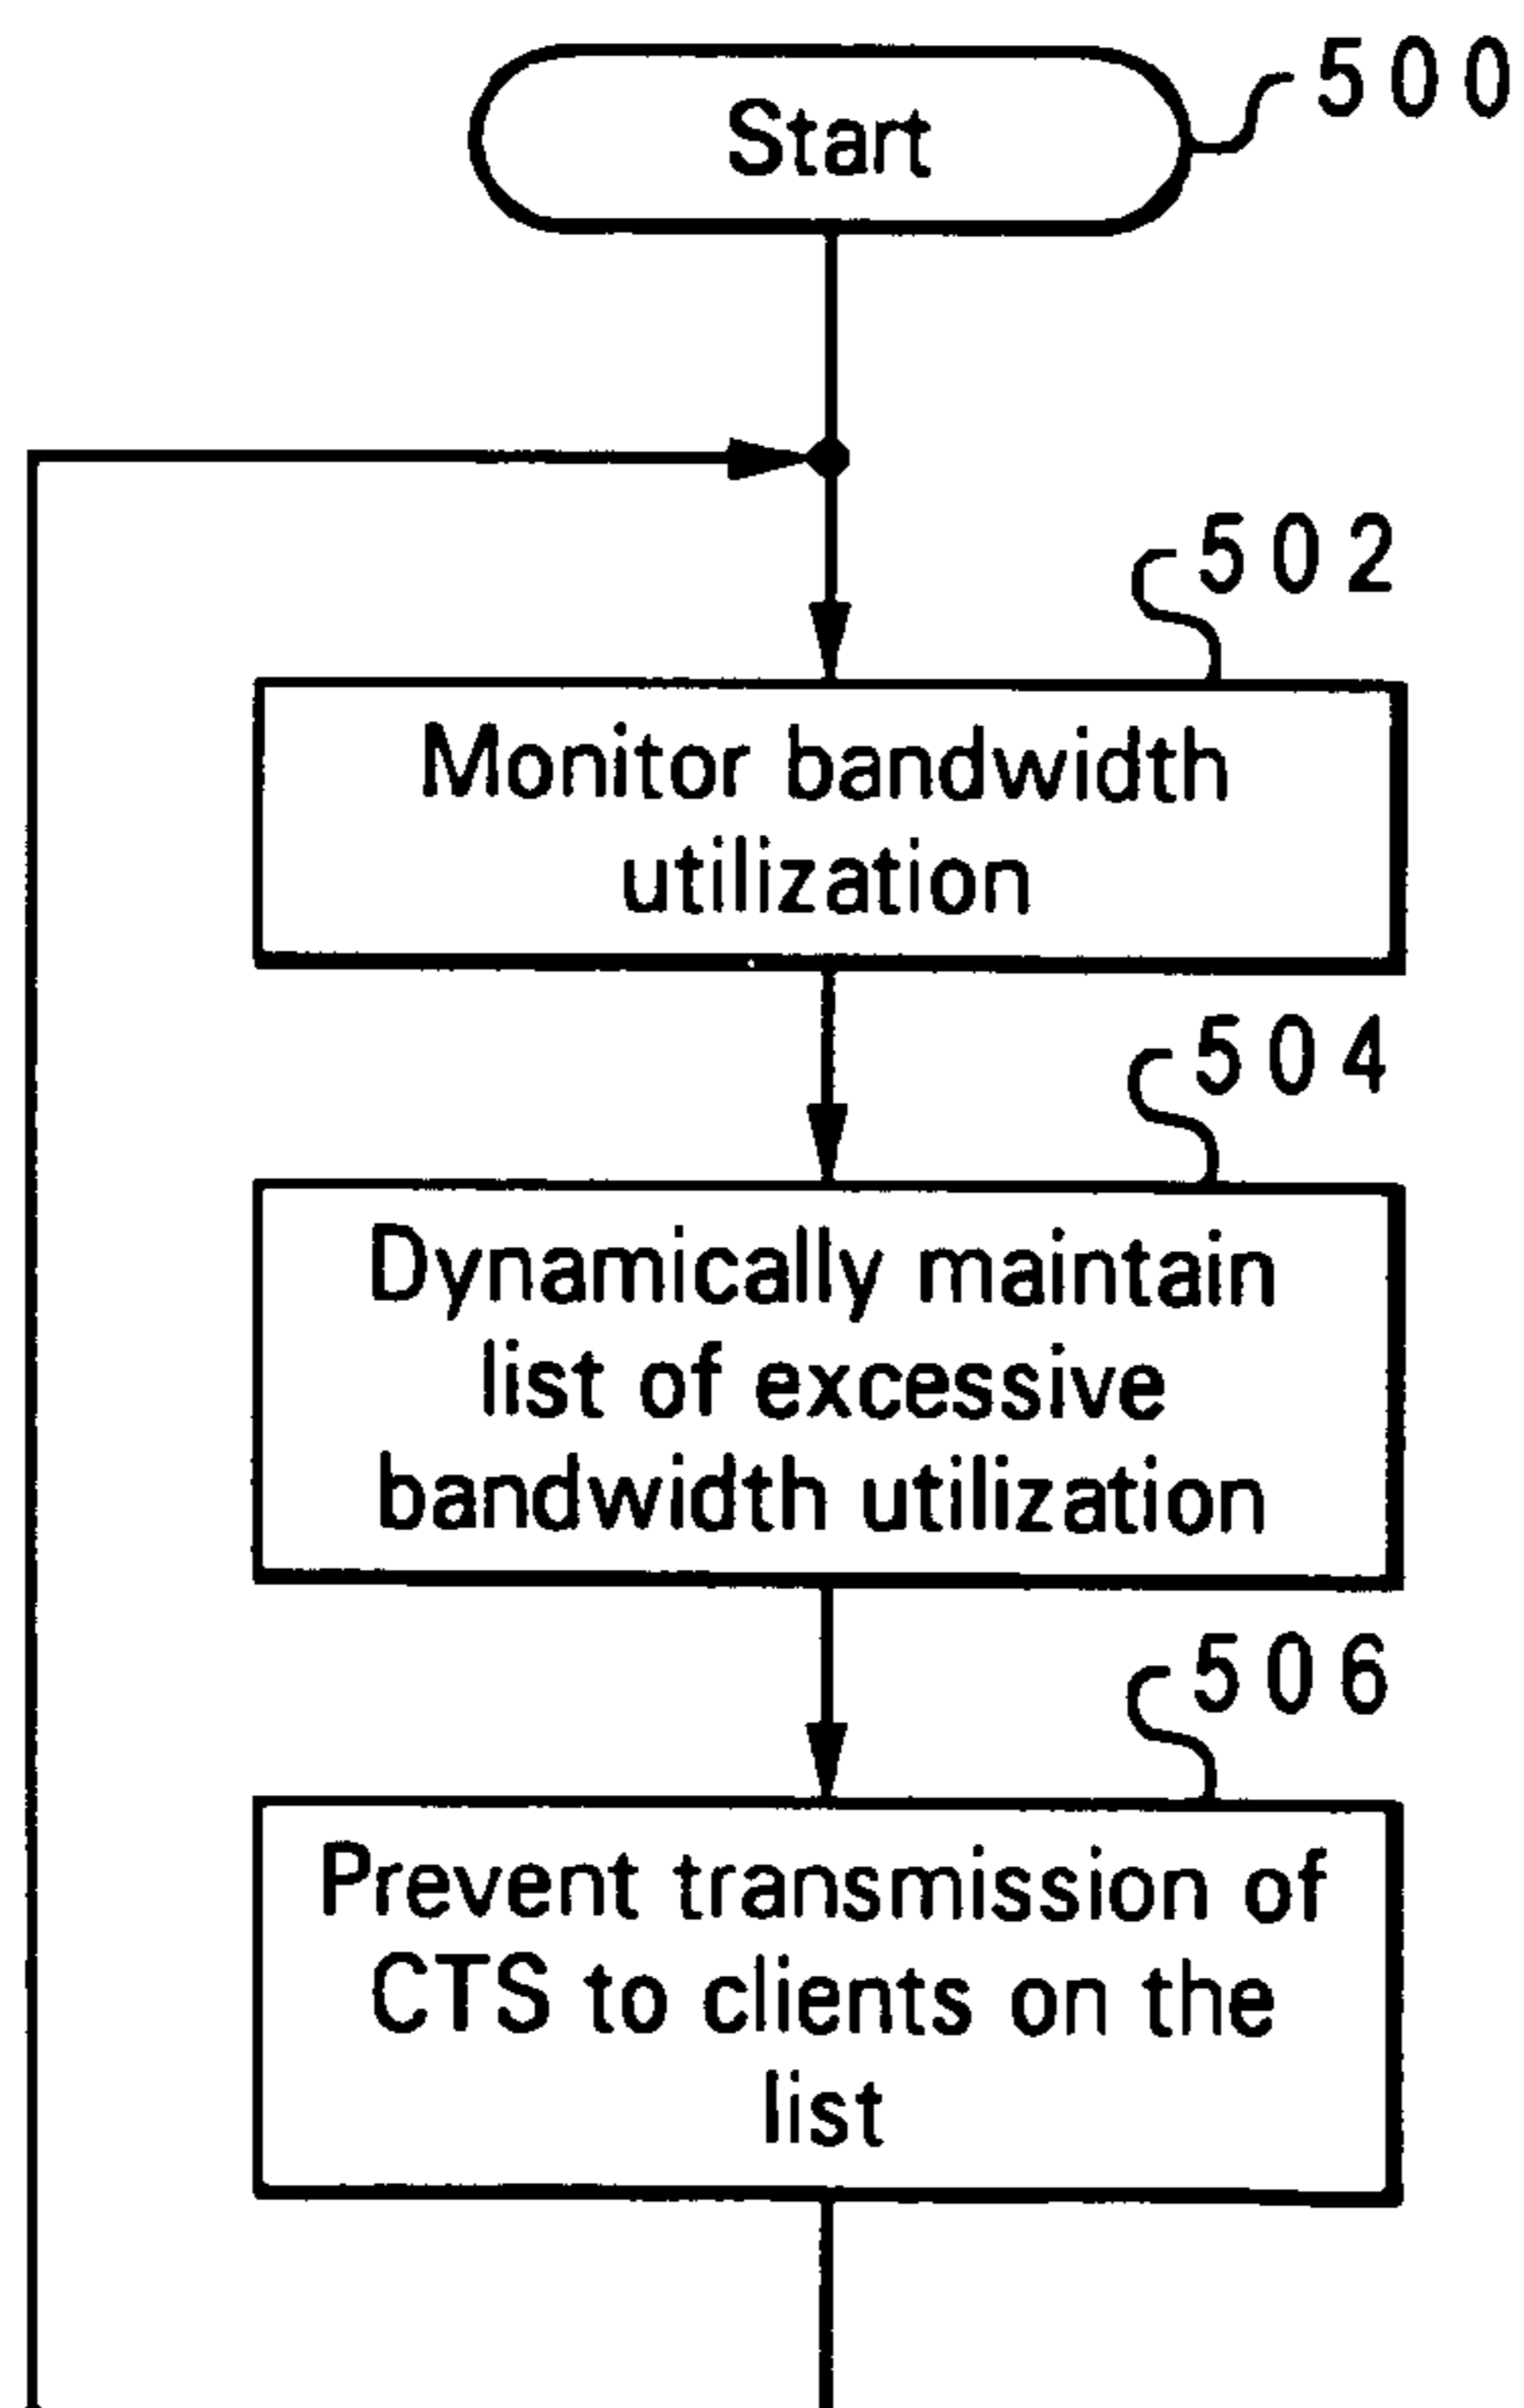 Start
500
502
Monitor bandwidth
utilization
504
Dynamically maintain
list of excessive
bandwidth utilization
506
Prevent transmission of
CTS to clients on the
list